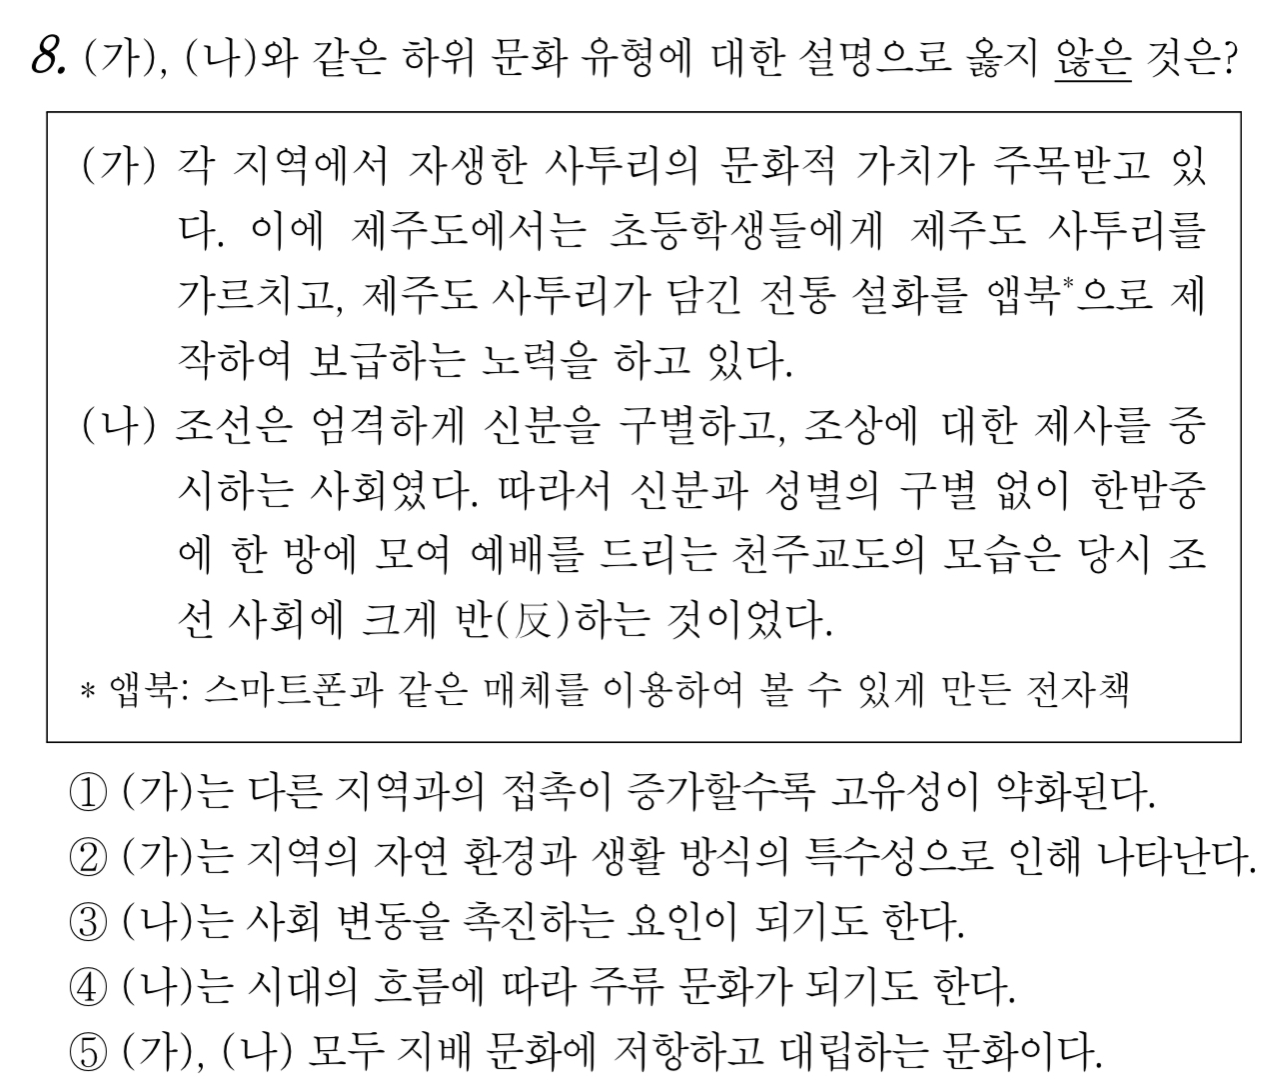 8. (가), (나)와 같은 하위 문화 유형에 대한 설명으로 옳지 않은 것은?
(가) 각 지역에서 자생한 사투리의 문화적 가치가 주목받고 있
다. 이에 제주도에서는 초등학생들에게 제주도 사투리를
가르치고, 제주도 사투리가 담긴 전통 설화를 앱북*으로 제
작하여 보급하는 노력을 하고 있다.
(나) 조선은 엄격하게 신분을 구별하고, 조상에 대한 제사를 중
시하는 사회였다. 따라서 신분과 성별의 구별 없이 한밤중
에 한 방에 모여 예배를 드리는 천주교도의 모습은 당시 조
선 사회에 크게 반(反)하는 것이었다.
* 앱북: 스마트폰과 같은 매체를 이용하여 볼 수 있게 만든 전자책
① (가)는 다른 지역과의 접촉이 증가할수록 고유성이 약화된다.
② (가)는 지역의 자연 환경과 생활 방식의 특수성으로 인해 나타난다.
③ (나)는 사회 변동을 촉진하는 요인이 되기도 한다.
④ (나)는 시대의 흐름에 따라 주류 문화가 되기도 한다.
⑤ (가), (나) 모두 지배 문화에 저항하고 대립하는 문화이다.